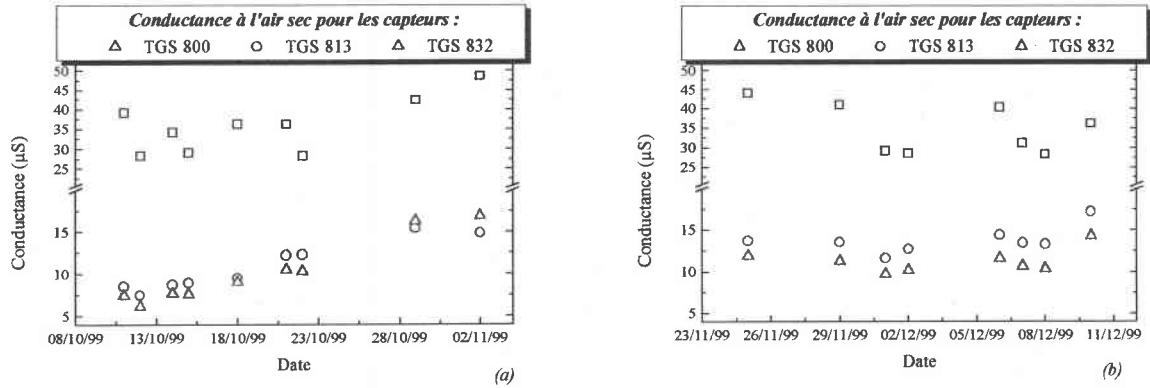 Conductance à l'air sec pour les capteurs :
△ TGS 800 ○ TGS 813 △ TGS 832
50
45
40
35
30
25
15
10
5
Conductance (µS)
08/10/99 13/10/99 18/10/99 23/10/99 28/10/99 02/11/99
Date
(a)
Conductance à l'air sec pour les capteurs :
△ TGS 800 ○ TGS 813 △ TGS 832
50
45
40
35
30
25
15
10
5
Conductance (µS)
23/11/99 26/11/99 29/11/99 02/12/99 05/12/99 08/12/99 11/12/99
Date
(b)